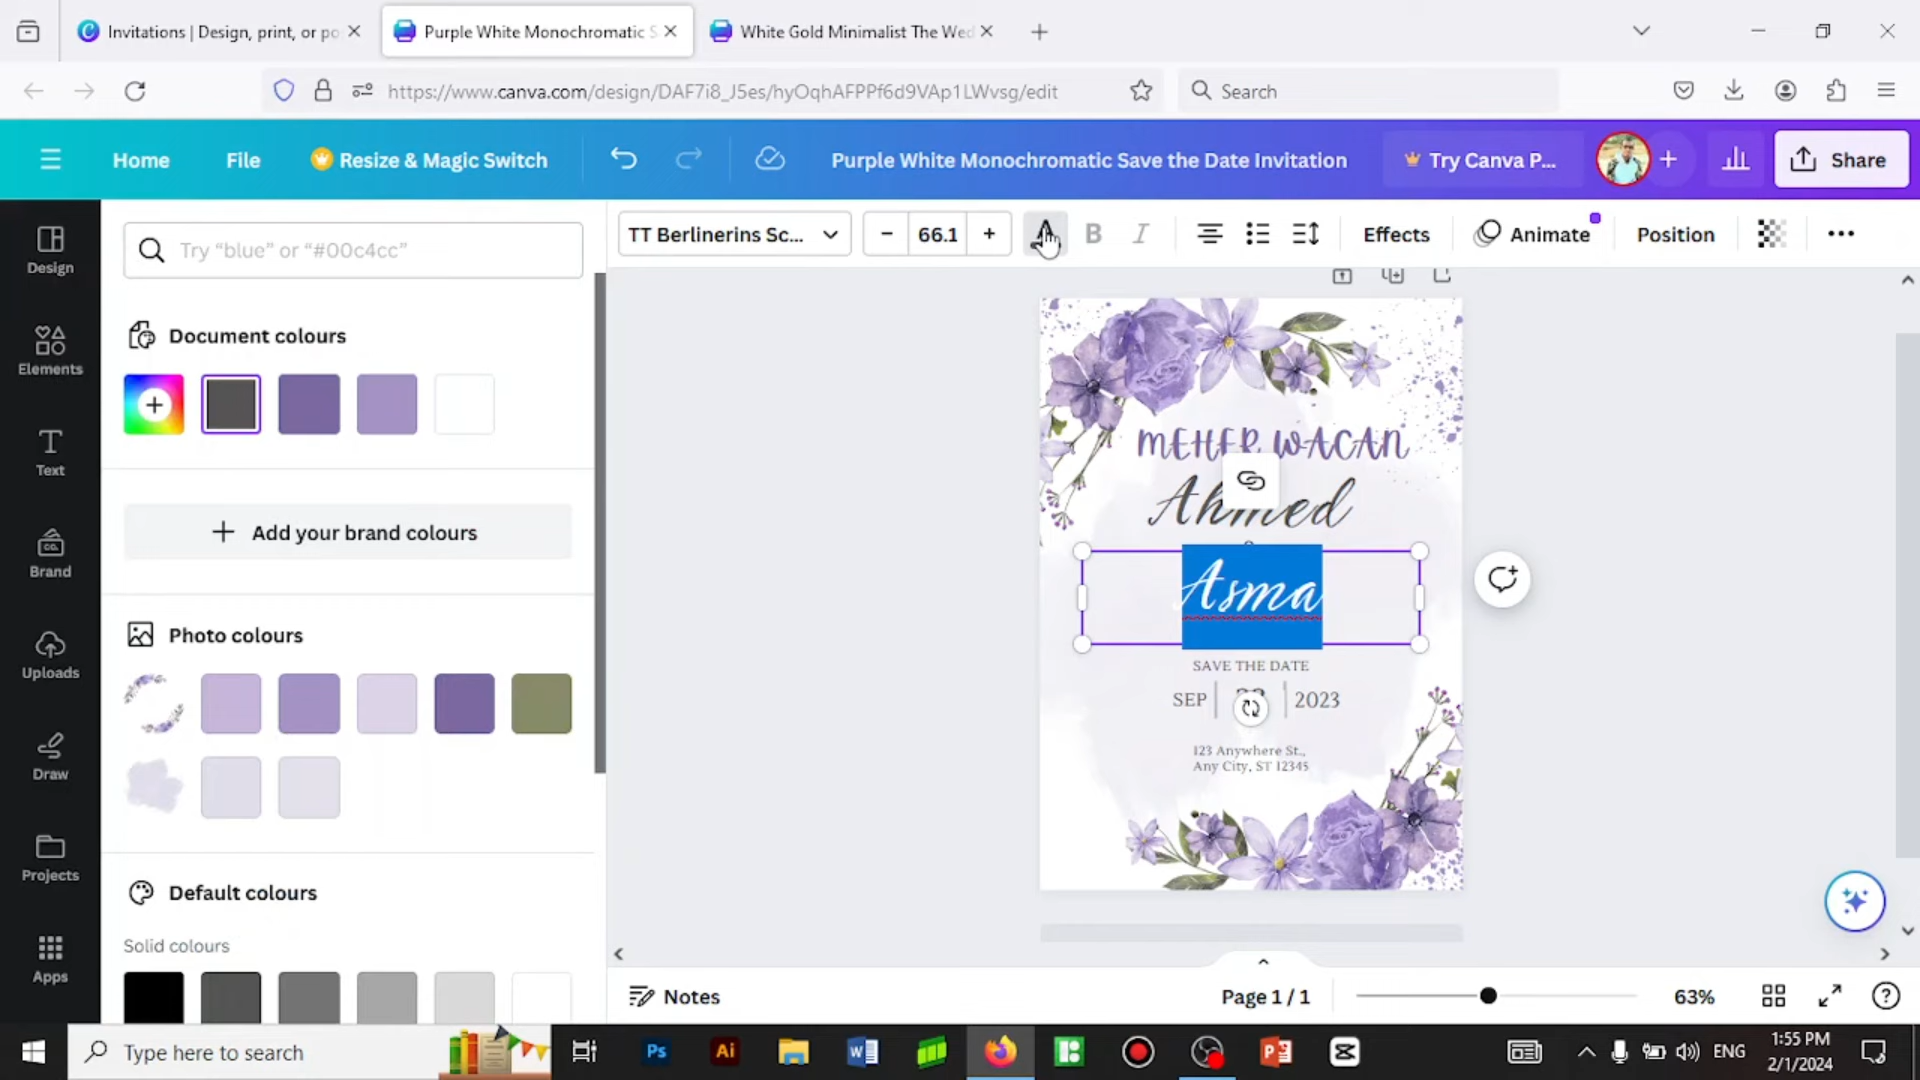 Invitations | Design, print, or po
Purple White Monochromatic S
White Gold Minimalist The Wed
https://www.canva.com/design/DAF7i8_J5es/hyOqhAFPPf6d9VAp1LWvsg/edit
Search
Home
File
Resize & Magic Switch
Purple White Monochromatic Save the Date Invitation
Try Canva P...
Share
Design
Elements
Text
Brand
Uploads
Draw
Projects
Apps
Try “blue” or “#00c4cc”
Document colours
Add your brand colours
Photo colours
Default colours
Solid colours
TT Berlinerins Sc...
66.1
A
B
I
Effects
Animate
Position
MEHER WACAN
Ahmed
Asma
SAVE THE DATE
SEP
2023
123 Anywhere St.,
Any City, ST 12345
Notes
Page 1 / 1
63%
Type here to search
Ps
Ai
ENG
1:55 PM
2/1/2024